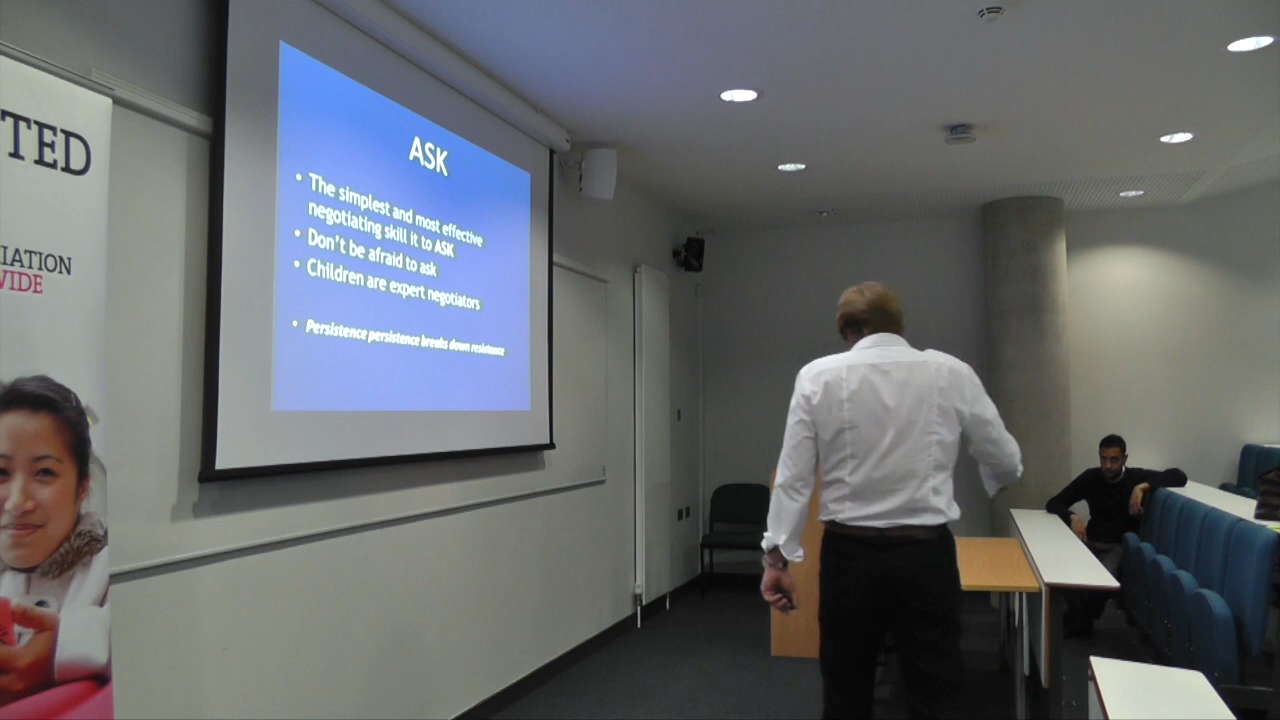 TED
IATION
VIDE
ASK
• The simplest and most effective
negotiating skill it to ASK
• Don't be afraid to ask
• Children are expert negotiators
• Persistence persistence breaks down resistance